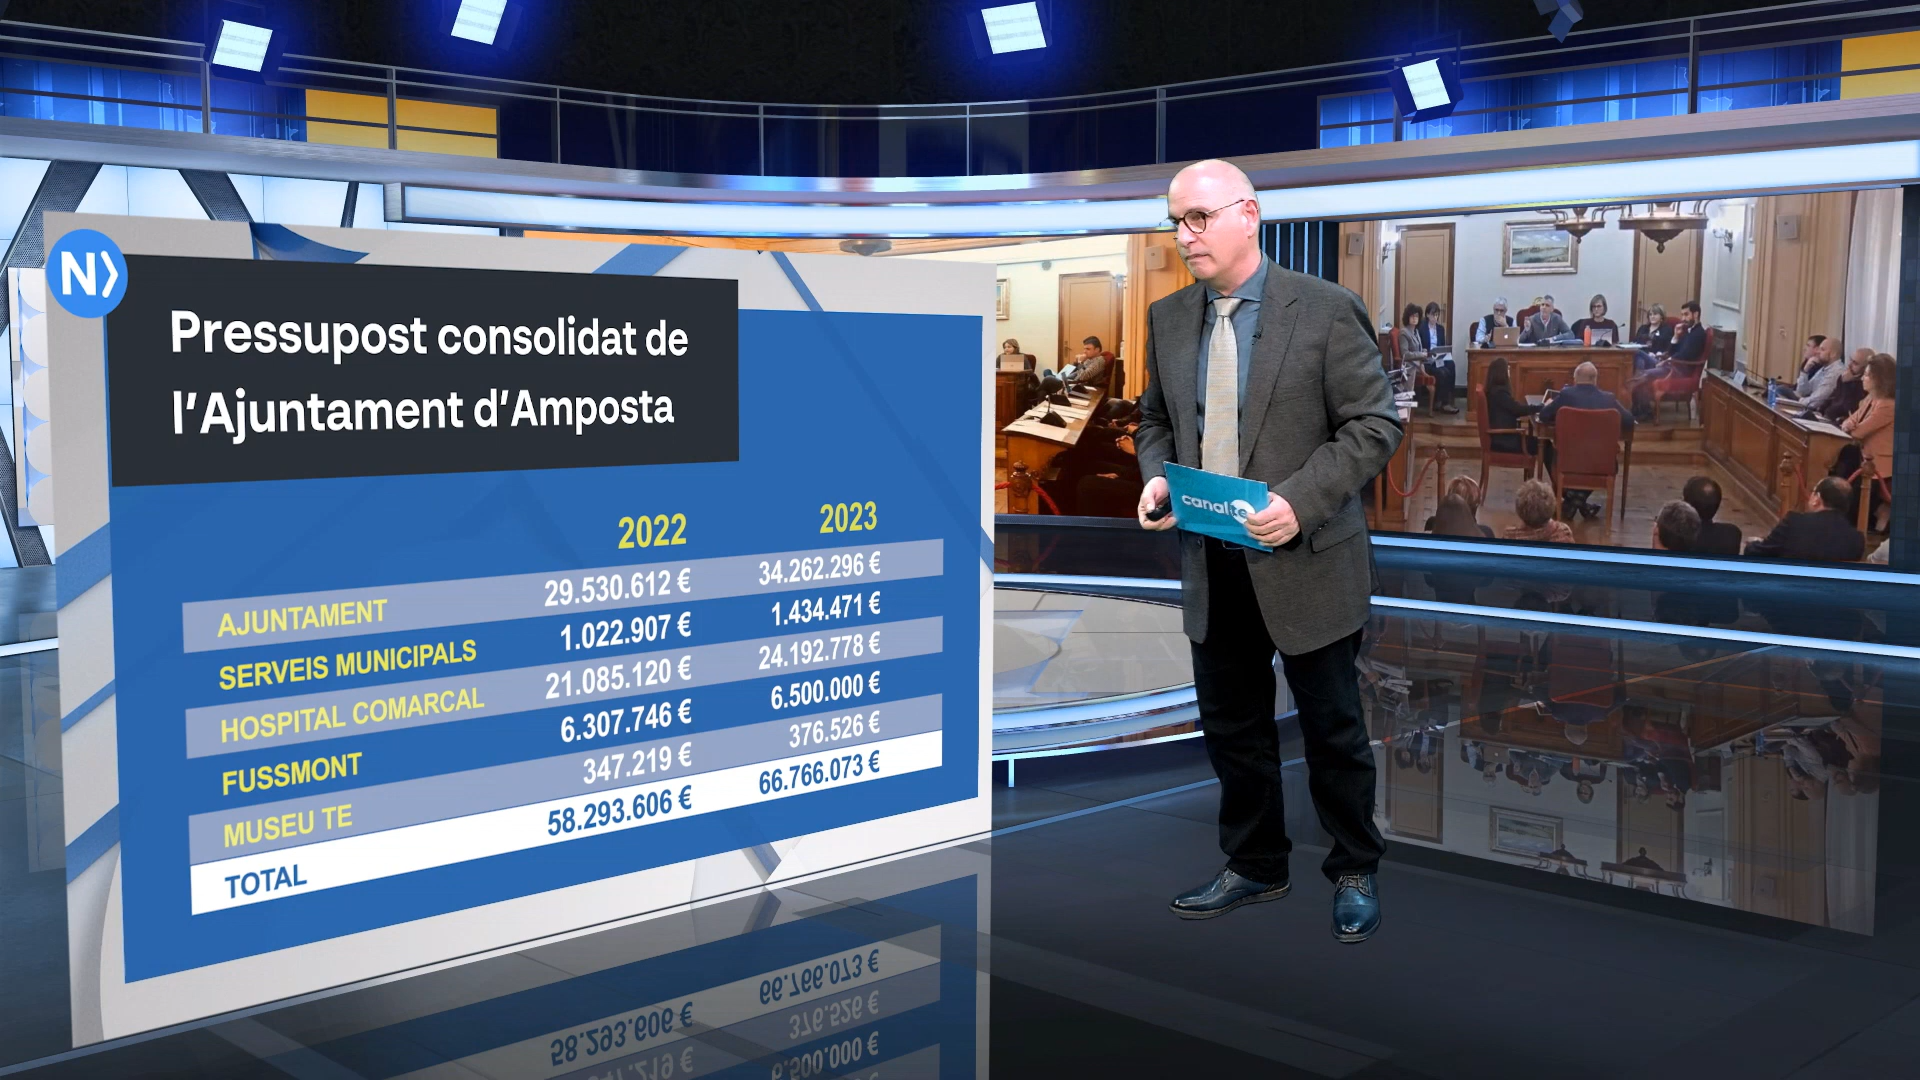 N
Pressupost consolidat de
l'Ajuntament d'Amposta
2022 2023
AJUNTAMENT 29.530.612 € 34.262.296 €
SERVEIS MUNICIPALS 1.022.907 € 1.434.471 €
HOSPITAL COMARCAL 21.085.120 € 24.192.778 €
FUSSMONT 6.307.746 € 6.500.000 €
MUSEU TE 347.219 € 376.526 €
TOTAL 58.293.606 € 66.766.073 €
canalte